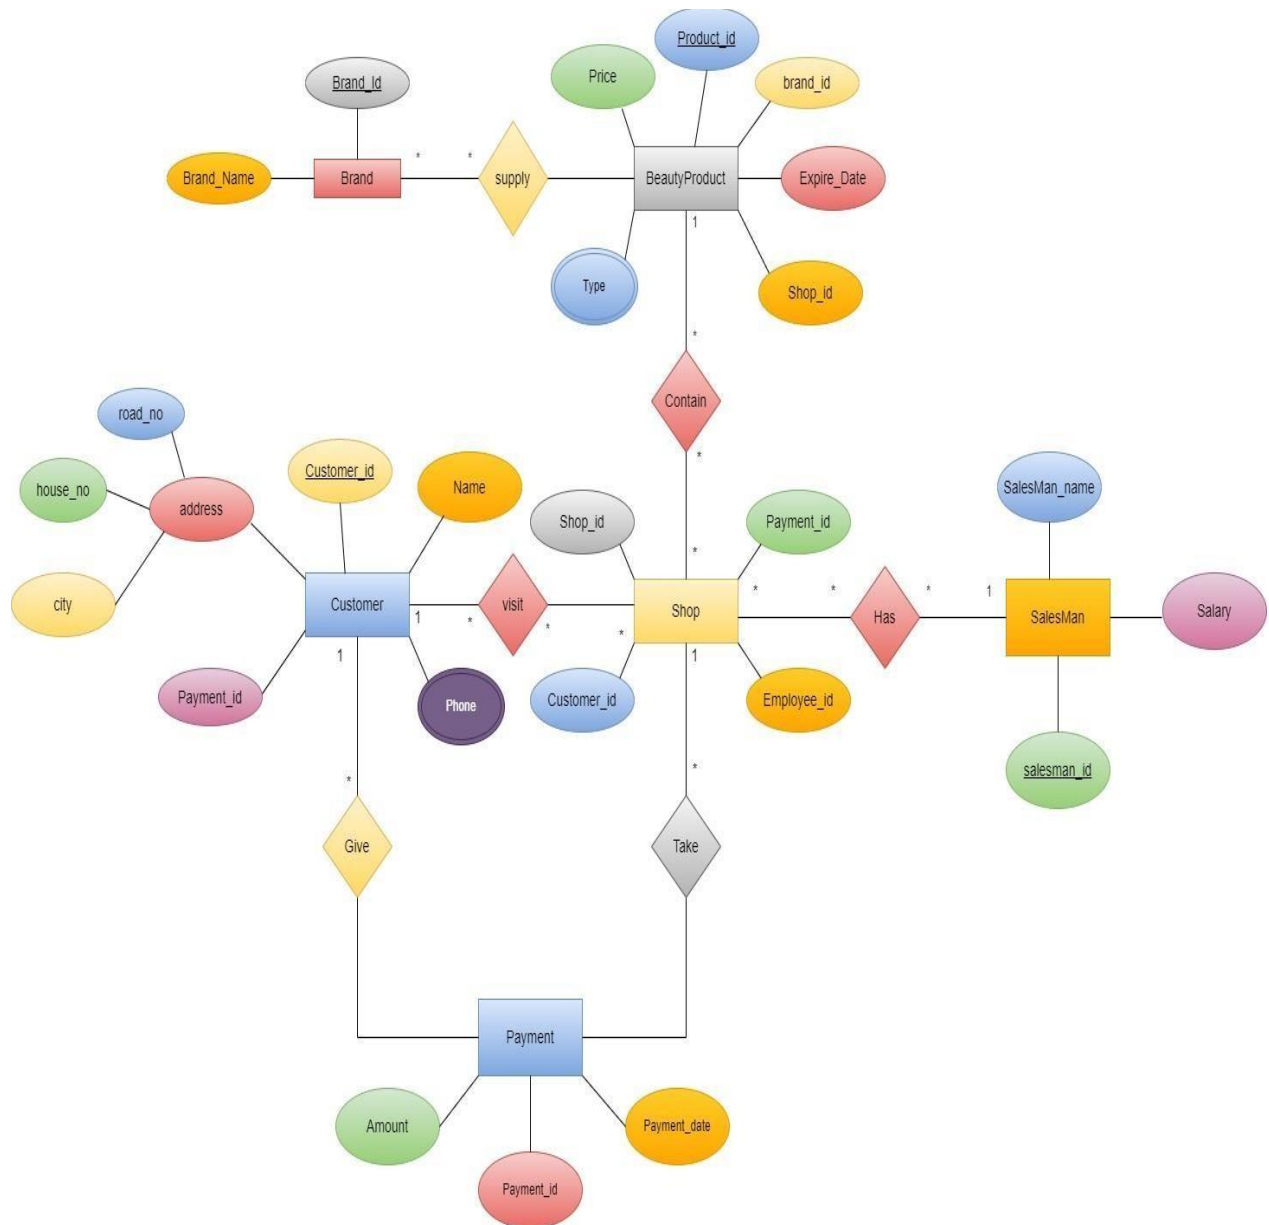 Product_id
Price
brand_id
Brand_Id
Brand_Name
Brand
*
*
supply
BeautyProduct
Expire_Date
1
Type
Shop_id
*
Contain
road_no
*
Customer_id
Name
house_no
address
SalesMan_name
Shop_id
Payment_id
*
city
Customer
1
*
visit
*
Shop
*
*
Has
*
1
SalesMan
Salary
*
1
1
Payment_id
Phone
Customer_id
Employee_id
salesman_id
*
*
Give
Take
Payment
Amount
Payment_date
Payment_id